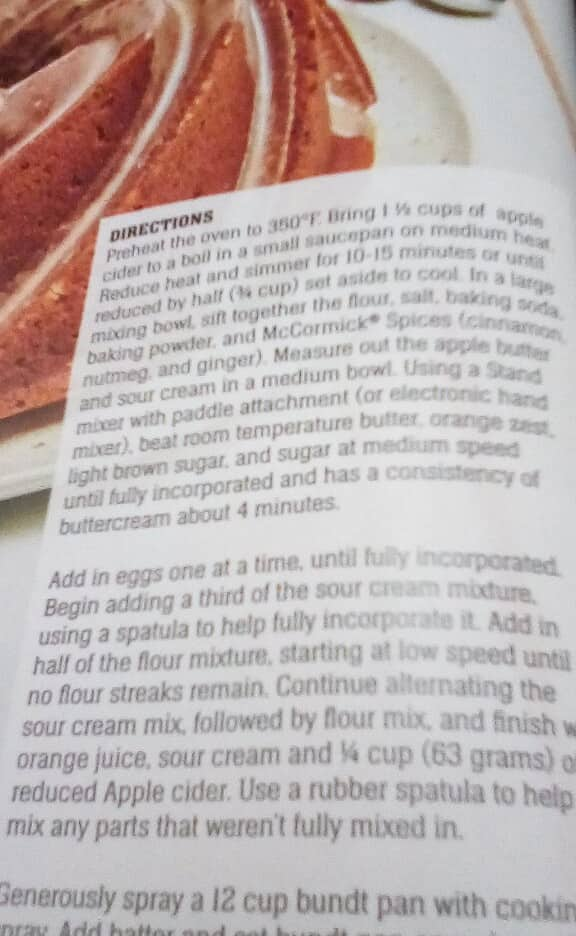 DIRECTIONS
Preheat the oven to 350°F. Bring 1 ½ cups of apple
cider to a boil in a small saucepan on medium heat.
Reduce heat and simmer for 10-15 minutes or until
reduced by half (¾ cup) set aside to cool. In a large
mixing bowl, sift together the flour, salt, baking soda,
baking powder, and McCormick® Spices (cinnamon,
nutmeg, and ginger). Measure out the apple butter
and sour cream in a medium bowl. Using a Stand
mixer with paddle attachment (or electronic hand
mixer), beat room temperature butter, orange zest,
light brown sugar, and sugar at medium speed
until fully incorporated and has a consistency of
buttercream about 4 minutes.
Add in eggs one at a time, until fully incorporated.
Begin adding a third of the sour cream mixture,
using a spatula to help fully incorporate it. Add in
half of the flour mixture, starting at low speed until
no flour streaks remain. Continue alternating the
sour cream mix, followed by flour mix, and finish w
orange juice, sour cream and ¼ cup (63 grams) o
reduced Apple cider. Use a rubber spatula to help
mix any parts that weren't fully mixed in.
Generously spray a 12 cup bundt pan with cookin
spray. Add batter and